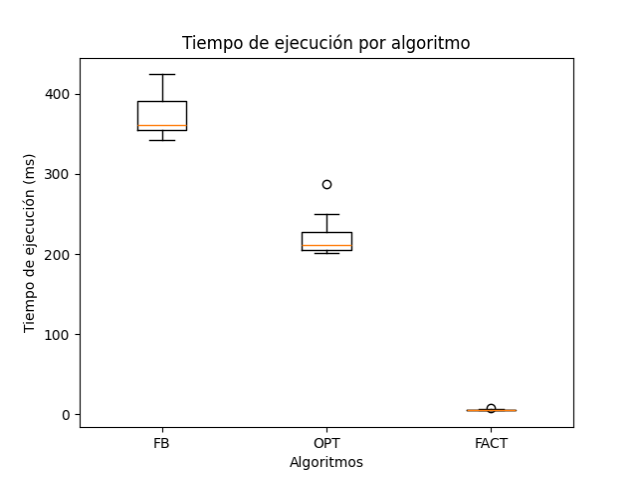 Tiempo de ejecución por algoritmo
Tiempo de ejecución (ms)
400
300
200
100
0
FB OPT FACT
Algoritmos